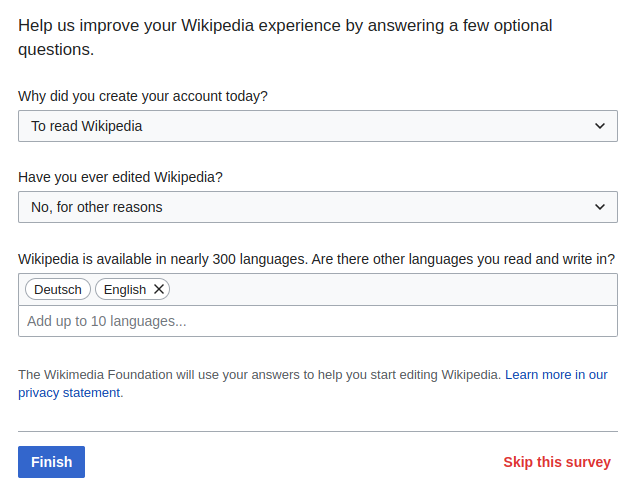 Help us improve your Wikipedia experience by answering a few optional
questions.
Why did you create your account today?
To read Wikipedia
Have you ever edited Wikipedia?
No, for other reasons
Wikipedia is available in nearly 300 languages. Are there other languages you read and write in?
Deutsch English
Add up to 10 languages...
The Wikimedia Foundation will use your answers to help you start editing Wikipedia. Learn more in our
privacy statement.
Finish Skip this survey